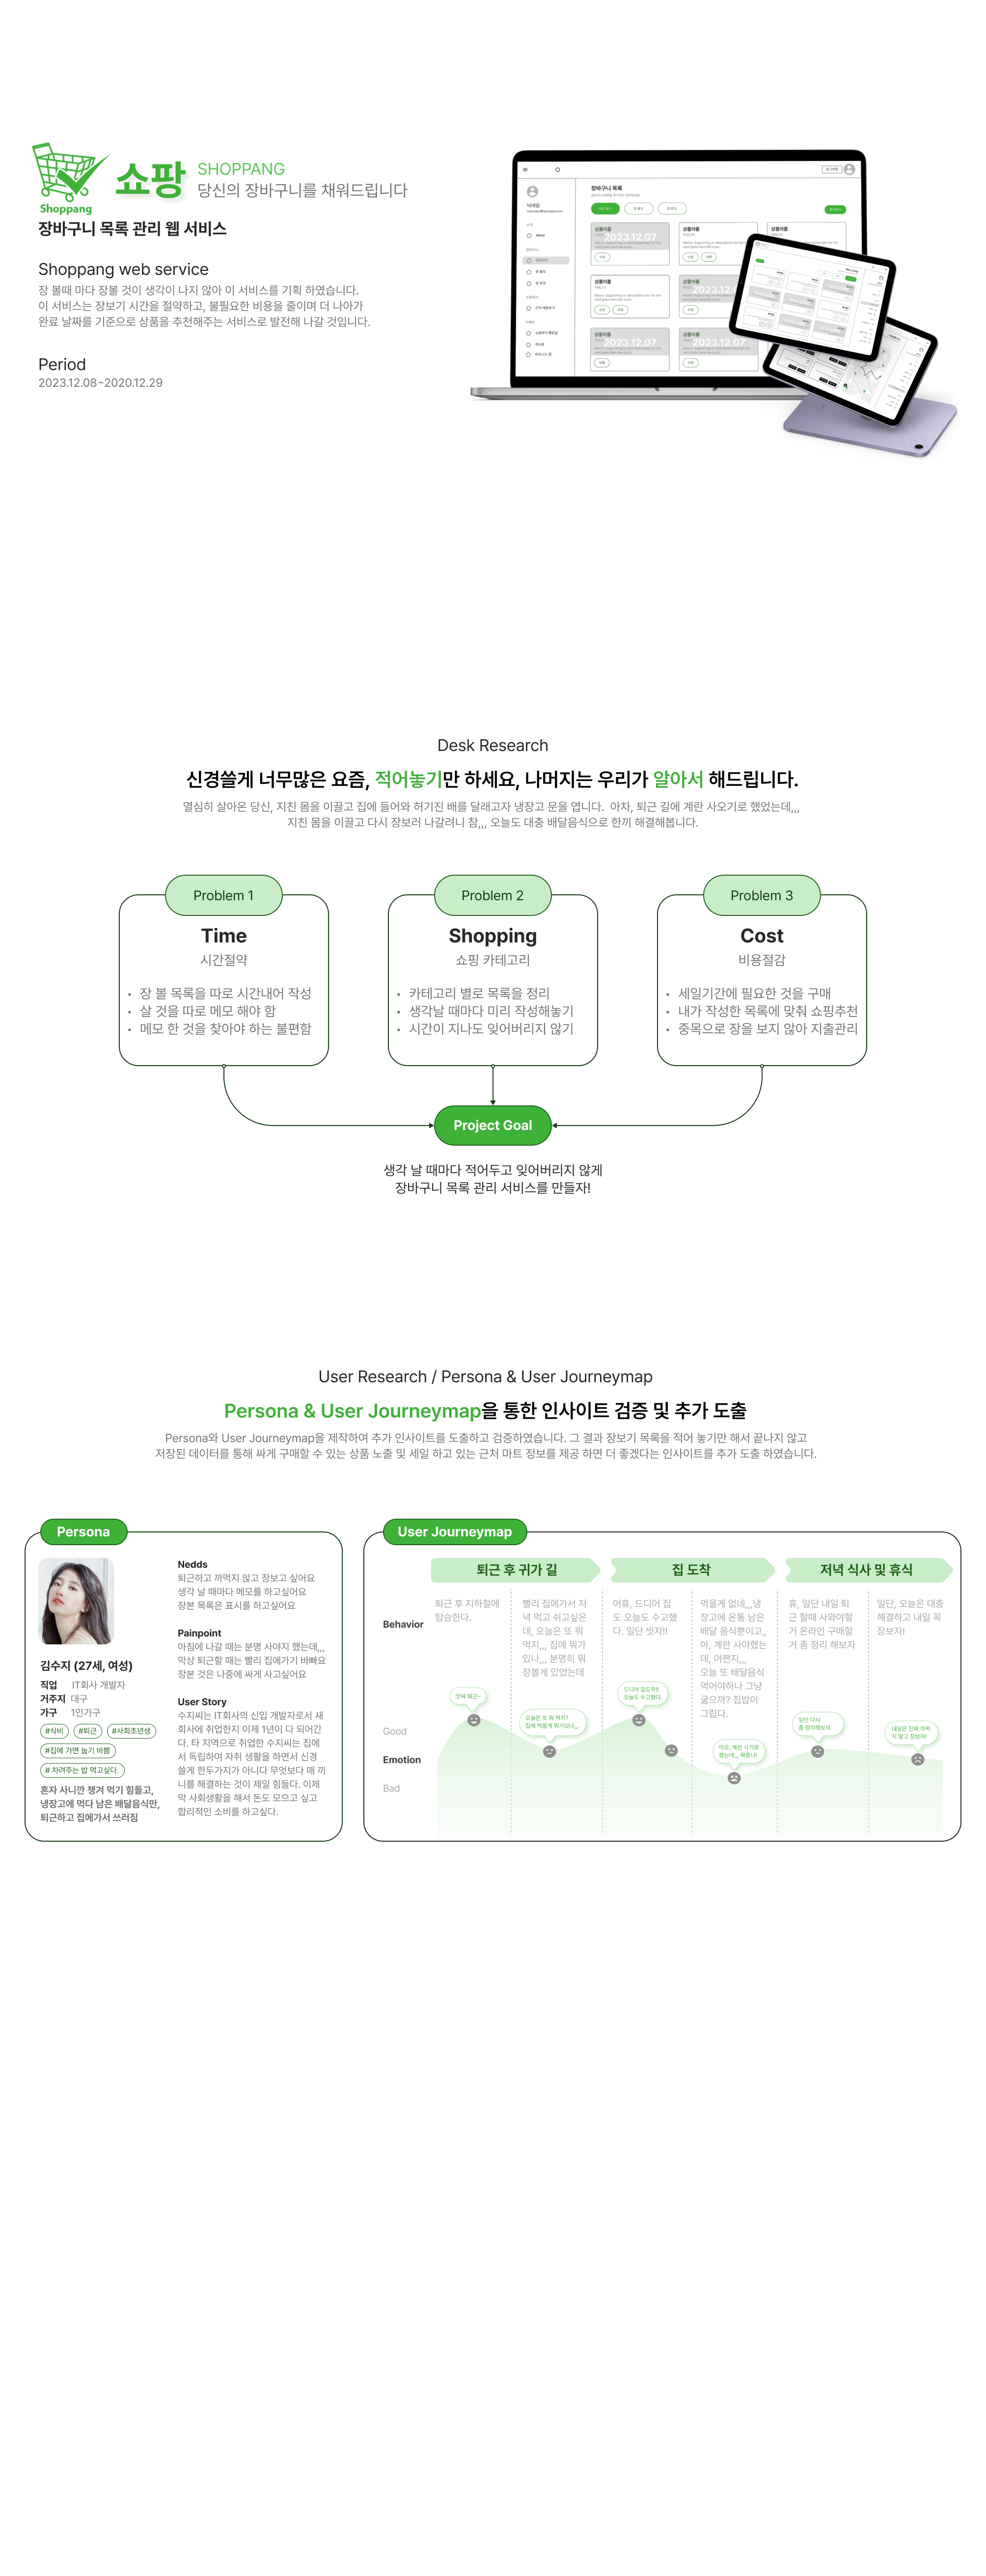 Shoppang
쇼팡
SHOPPANG
당신의 장바구니를 채워드립니다
장바구니 목록 관리 웹 서비스
Shoppang web service
장 볼때 마다 장볼 것이 생각이 나지 않아 이 서비스를 기획 하였습니다.
이 서비스는 장보기 시간을 절약하고, 불필요한 비용을 줄이며 더 나아가
완료 날짜를 기준으로 상품을 추천해주는 서비스로 발전해 나갈 것입니다.
Period
2023.12.08~2020.12.29
장바구니 목록
닉네임
About
상품이름
상품이름
상품이름
2023.12.07
상품이름
상품이름
상품이름
상품이름
2023.12.07
2023.12.07
Desk Research
신경쓸게 너무많은 요즘, 적어놓기만 하세요, 나머지는 우리가 알아서 해드립니다.
열심히 살아온 당신, 지친 몸을 이끌고 집에 들어와 허기진 배를 달래고자 냉장고 문을 엽니다. 아차, 퇴근 길에 계란 사오기로 했었는데,,,
지친 몸을 이끌고 다시 장보러 나갈려니 참,,, 오늘도 대충 배달음식으로 한끼 해결해봅니다.
Problem 1
Time
시간절약
• 장 볼 목록을 따로 시간내어 작성
• 살 것을 따로 메모 해야 함
• 메모 한 것을 찾아야 하는 불편함
Problem 2
Shopping
쇼핑 카테고리
• 카테고리 별로 목록을 정리
• 생각날 때마다 미리 작성해놓기
• 시간이 지나도 잊어버리지 않기
Problem 3
Cost
비용절감
• 세일기간에 필요한 것을 구매
• 내가 작성한 목록에 맞춰 쇼핑추천
• 중목으로 장을 보지 않아 지출관리
Project Goal
생각 날 때마다 적어두고 잊어버리지 않게
장바구니 목록 관리 서비스를 만들자!
User Research / Persona & User Journeymap
Persona & User Journeymap을 통한 인사이트 검증 및 추가 도출
Persona와 User Journeymap을 제작하여 추가 인사이트를 도출하고 검증하였습니다. 그 결과 장보기 목록을 적어 놓기만 해서 끝나지 않고
저장된 데이터를 통해 싸게 구매할 수 있는 상품 노출 및 세일 하고 있는 근처 마트 정보를 제공 하면 더 좋겠다는 인사이트를 추가 도출 하였습니다.
Persona
김수지 (27세, 여성)
직업 IT회사 개발자
거주지 대구
가구 1인가구
#식비 #퇴근 #사회초년생
#집에 가면 눕기 바쁨
# 차려주는 밥 먹고싶다.
혼자 사니깐 챙겨 먹기 힘들고,
냉장고에 먹다 남은 배달음식만,
퇴근하고 집에가서 쓰러짐
Nedds
퇴근하고 까먹지 않고 장보고 싶어요
생각 날 때마다 메모를 하고싶어요
장본 목록은 표시를 하고싶어요
Painpoint
아침에 나갈 때는 분명 사야지 했는데,,,
막상 퇴근할 때는 빨리 집에가기 바빠요
장본 것은 나중에 싸게 사고싶어요
User Story
수지씨는 IT회사의 신입 개발자로서 새
회사에 취업한지 이제 1년이 다 되어간
다. 타 지역으로 취업한 수지씨는 집에
서 독립하여 자취 생활을 하면서 신경
쓸게 한두가지가 아니다 무엇보다 매 끼
니를 해결하는 것이 제일 힘들다. 이제
막 사회생활을 해서 돈도 모으고 싶고
합리적인 소비를 하고싶다.
User Journeymap
퇴근 후 귀가 길
집 도착
저녁 식사 및 휴식
Behavior
퇴근 후 지하철에
탑승한다.
빨리 집에가서 저
녁 먹고 쉬고싶은
데, 오늘은 또 뭐
먹지,,, 집에 뭐가
있나,,, 분명히 뭐
장볼게 있었는데
어휴, 드디어 집
도 오늘도 수고했
다. 일단 씻자!!
먹을게 없네,,,냉
장고에 온통 남은
배달 음식뿐이고,,
아, 계란 사야했는
데, 어쩐지,,,
오늘 또 배달음식
먹어야하나 그냥
굶으까? 집밥이
그립다.
휴, 일단 내일 퇴
근 할때 사와야할
거 온라인 구매할
거 좀 정리 해보자
일단, 오늘은 대충
해결하고 내일 꼭
장보자!
Good
Emotion
Bad
앗싸 퇴근~
오늘은 또 뭐 먹지?
집에 먹을게 뭐가있나,,,
드디어 집도착!!
오늘도 수고했다.
아오, 계란 사기로
했는데,,, 짜증나!
일단 다시
좀 정리해보자.
내일은 진짜 까먹
지 말고 장보자!